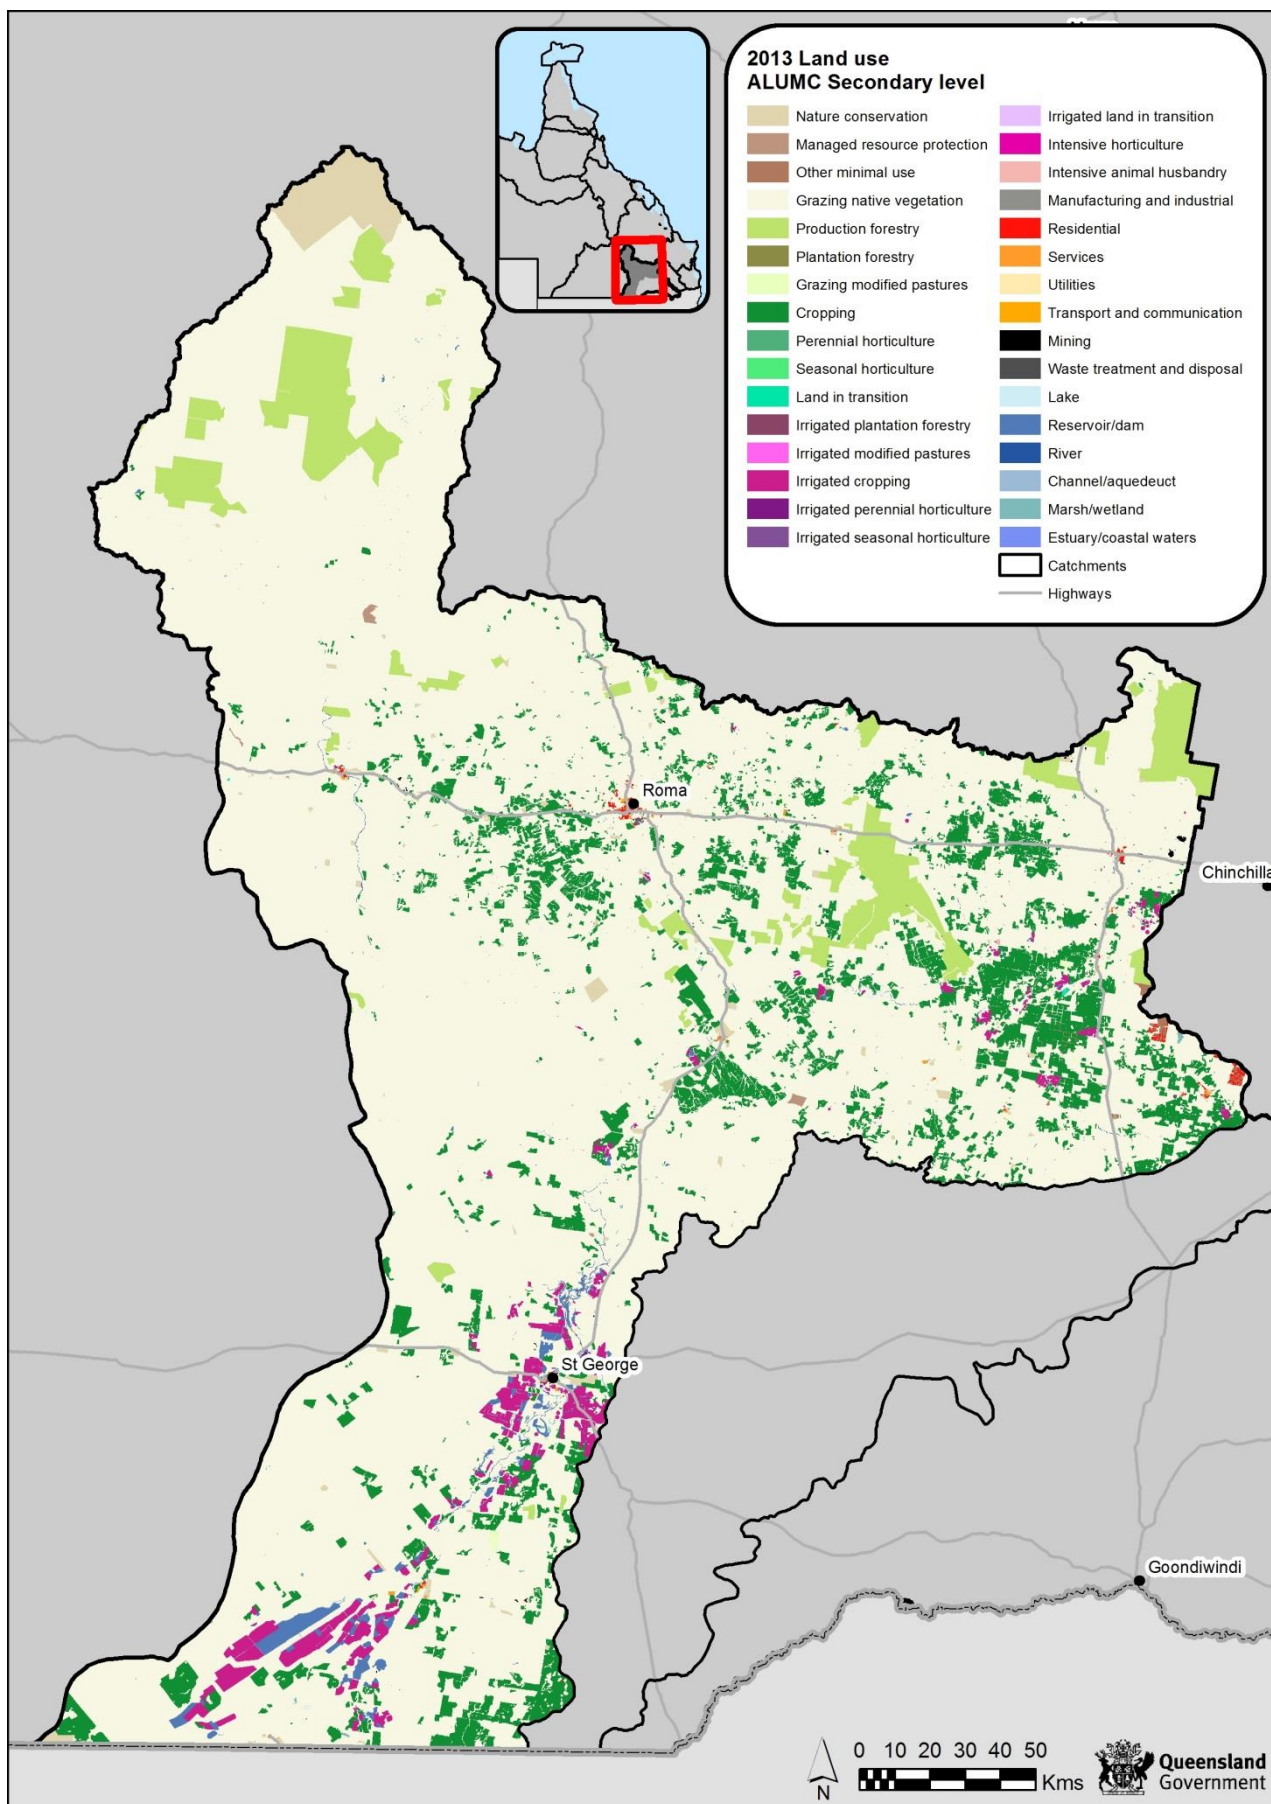 2013 Land use
ALUMC Secondary level
Nature conservation
Managed resource protection
Other minimal use
Grazing native vegetation
Production forestry
Plantation forestry
Grazing modified pastures
Cropping
Perennial horticulture
Seasonal horticulture
Land in transition
Irrigated plantation forestry
Irrigated modified pastures
Irrigated cropping
Irrigated perennial horticulture
Irrigated seasonal horticulture
Irrigated land in transition
Intensive horticulture
Intensive animal husbandry
Manufacturing and industrial
Residential
Services
Utilities
Transport and communication
Mining
Waste treatment and disposal
Lake
Reservoir/dam
River
Channel/aquedeuct
Marsh/wetland
Estuary/coastal waters
Catchments
Highways
Roma
Chinchilla
St George
Goondiwindi
N
0 10 20 30 40 50
Kms
Queensland
Government